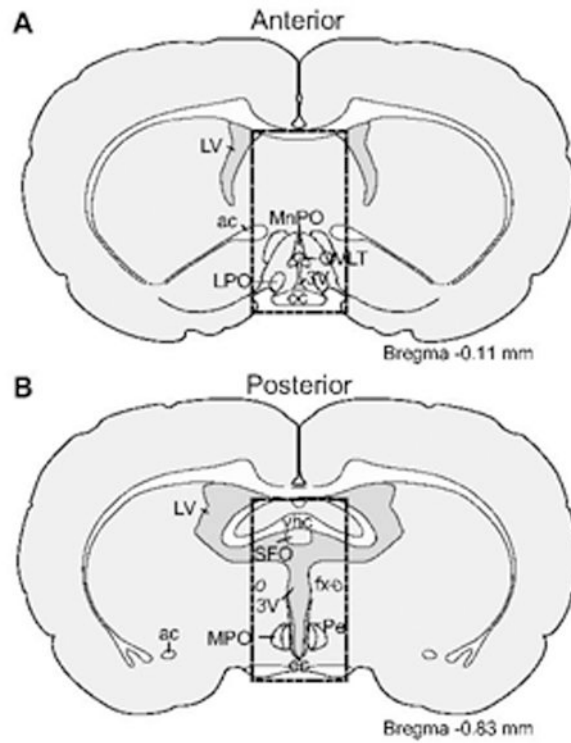 A
Anterior
LV
ac
MnPO
OVLT
LPO
3V
oc
Bregma -0.11 mm
B
Posterior
LV
vhc
SFO
fx
3V
ac
MPO
Pe
oc
Bregma -0.83 mm